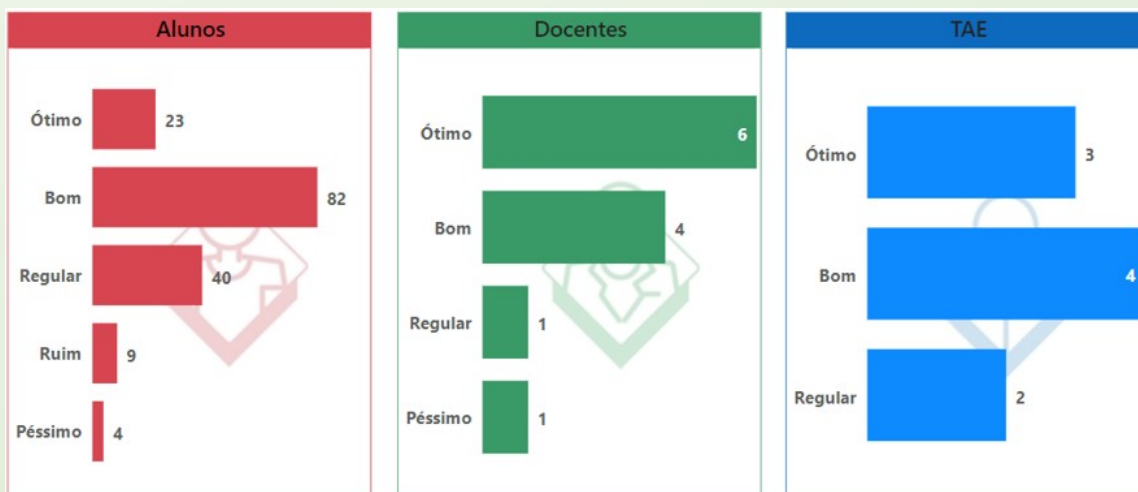 Alunos
Ótimo 23
Bom 82
Regular 40
Ruim 9
Péssimo 4
Docentes
Ótimo 6
Bom 4
Regular 1
Péssimo 1
TAE
Ótimo 3
Bom 4
Regular 2